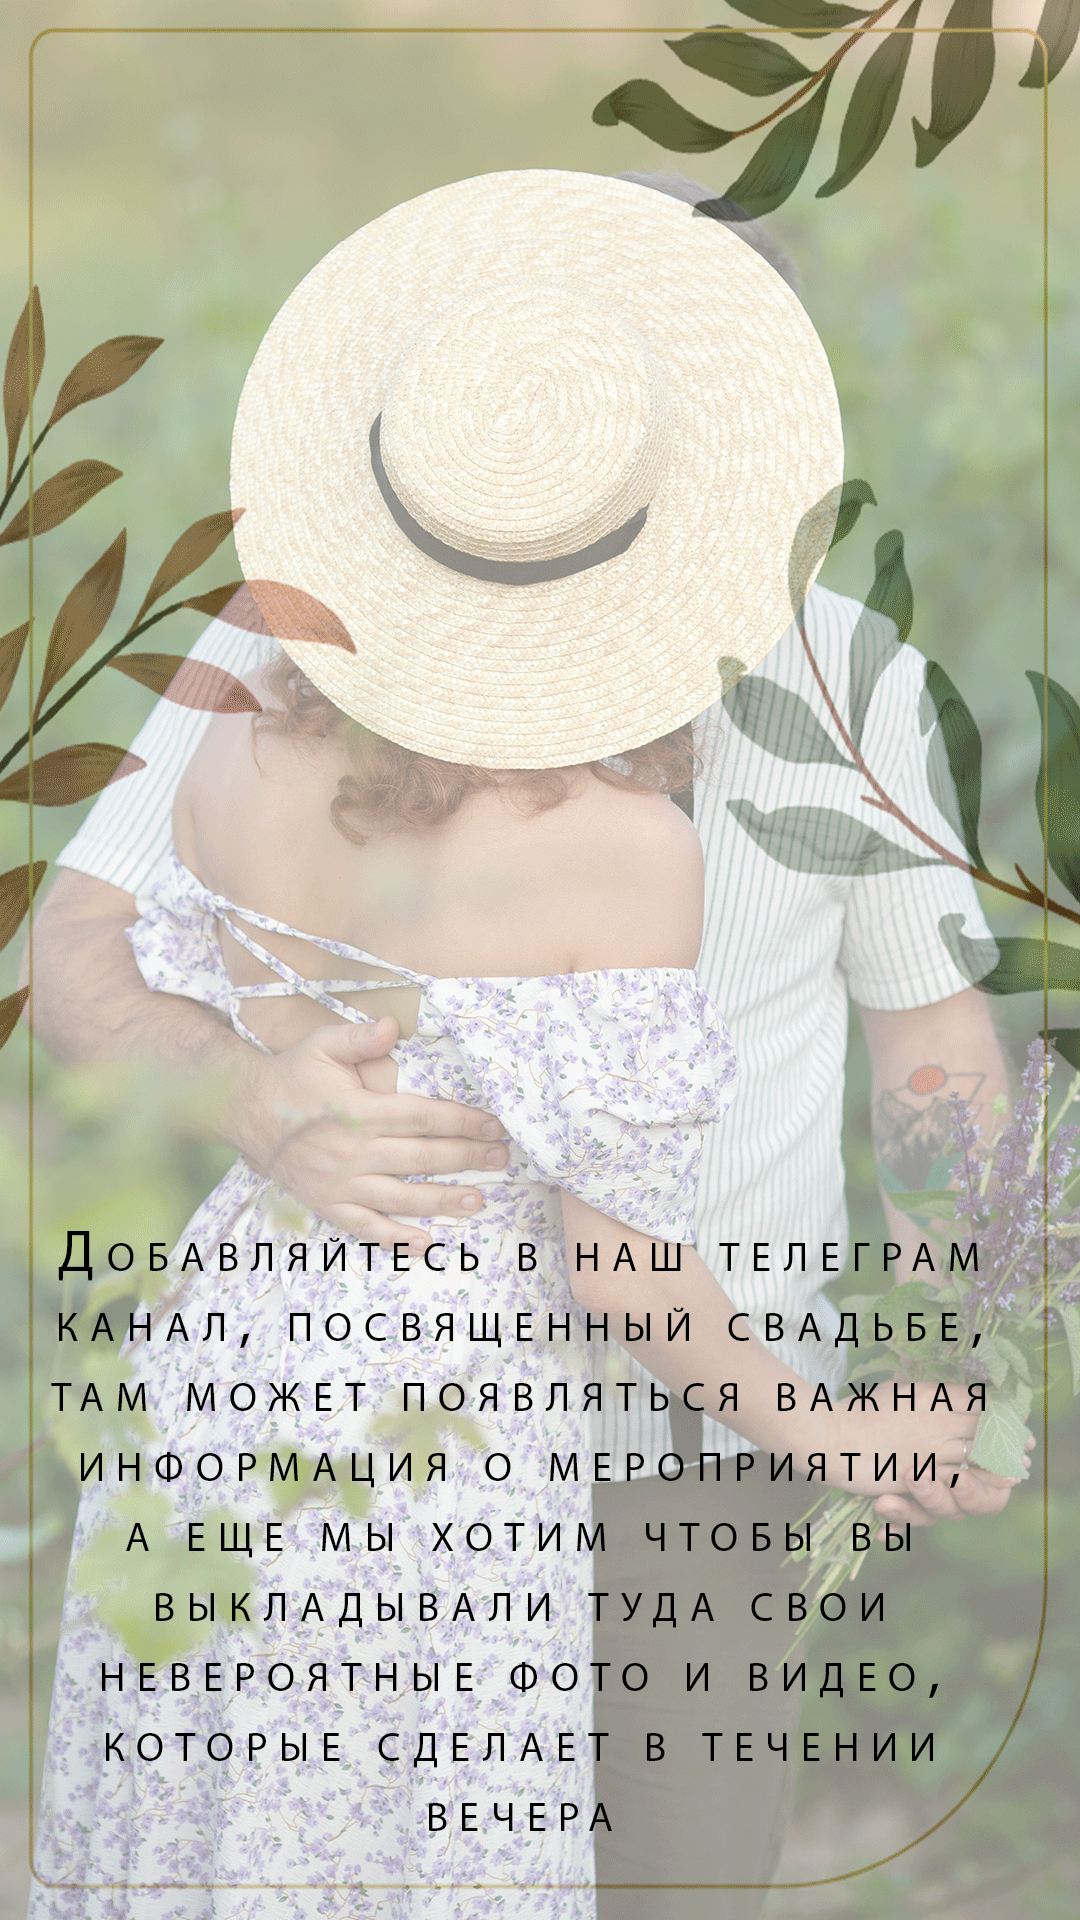 Добавляйтесь в наш телеграм
канал, посвященный свадьбе,
там может появляться важная
информация о мероприятии,
а еще мы хотим чтобы вы
выкладывали туда свои
невероятные фото и видео,
которые сделает в течении
вечера